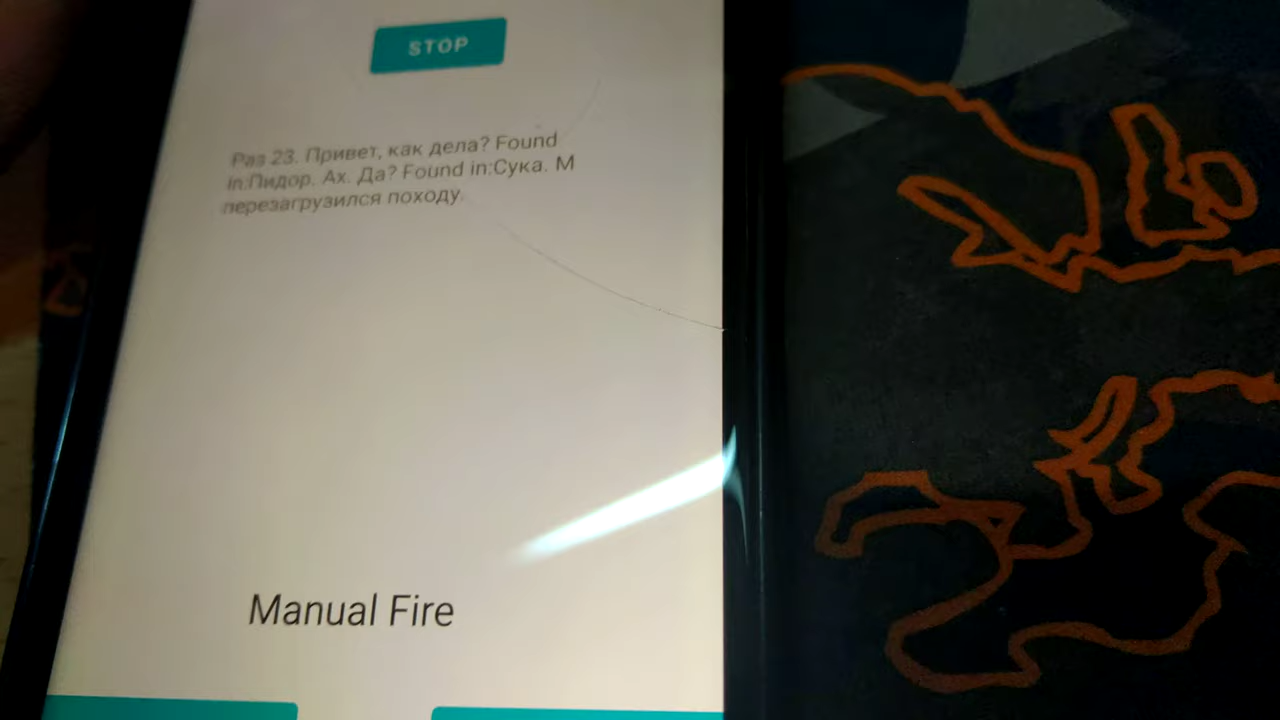 STOP
Раз 23. Привет, как дела? Found
in:Пидор. Ах. Да? Found in:Сука. М
перезагрузился походу.
Manual Fire